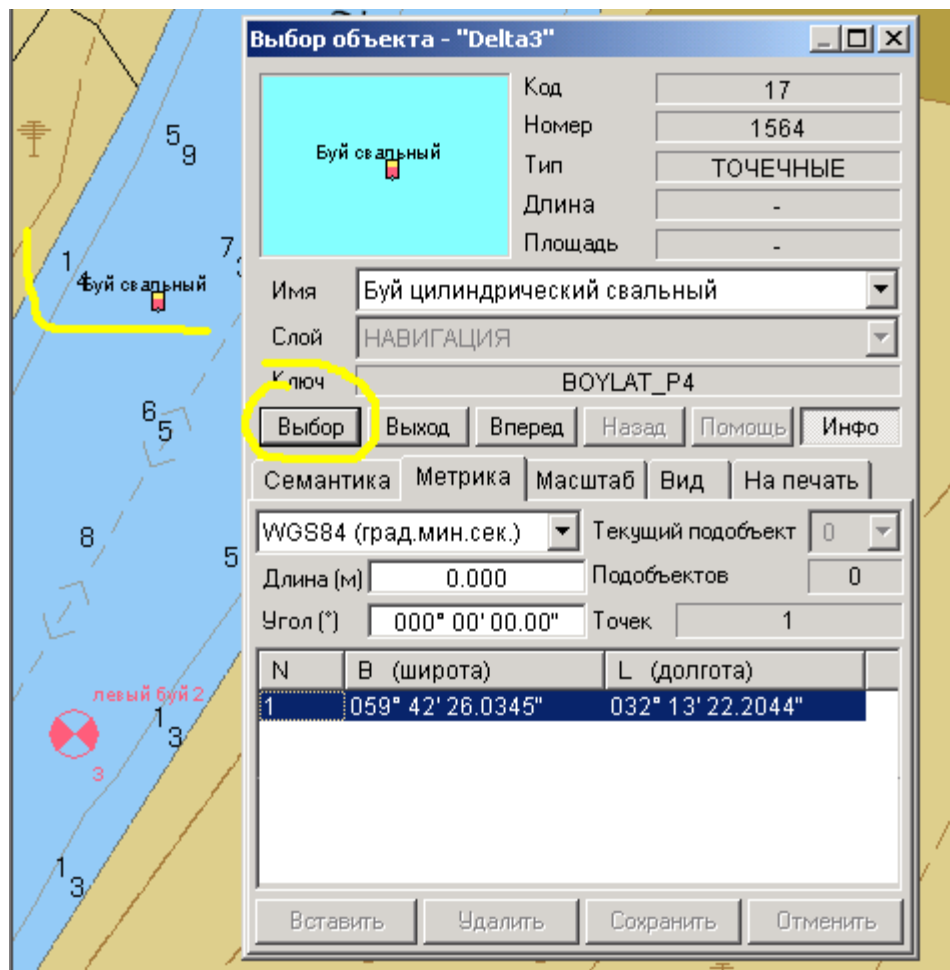 Выбор объекта - "Delta3"
Буй свальный
Код 17
Номер 1564
Тип ТОЧЕЧНЫЕ
Длина -
Площадь -
Имя Буй цилиндрический свальный
Слой НАВИГАЦИЯ
Ключ BOYLAT_P4
Выбор Выход Вперед Назад Помощь Инфо
Семантика Метрика Масштаб Вид На печать
WGS84 (град.мин.сек.) Текущий подобъект 0
Длина (м) 0.000 Подобъектов 0
Угол (°) 000° 00' 00.00" Точек 1
N B (широта) L (долгота)
1 059° 42' 26.0345" 032° 13' 22.2044"
Вставить Удалить Сохранить Отменить
5 9
7
1 4
Буй свальный
6 5
8
5
левый буй 2
1 3
3
1 3